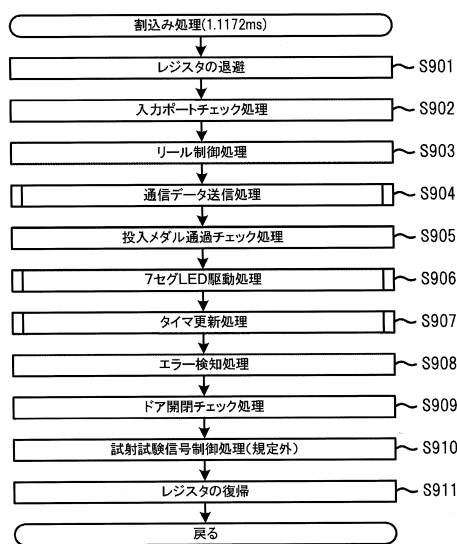 割込み処理(1.1172ms)
レジスタの退避 S901
入力ポートチェック処理 S902
リール制御処理 S903
通信データ送信処理 S904
投入メダル通過チェック処理 S905
7セグLED駆動処理 S906
タイマ更新処理 S907
エラー検知処理 S908
ドア開閉チェック処理 S909
試射試験信号制御処理(規定外) S910
レジスタの復帰 S911
戻る